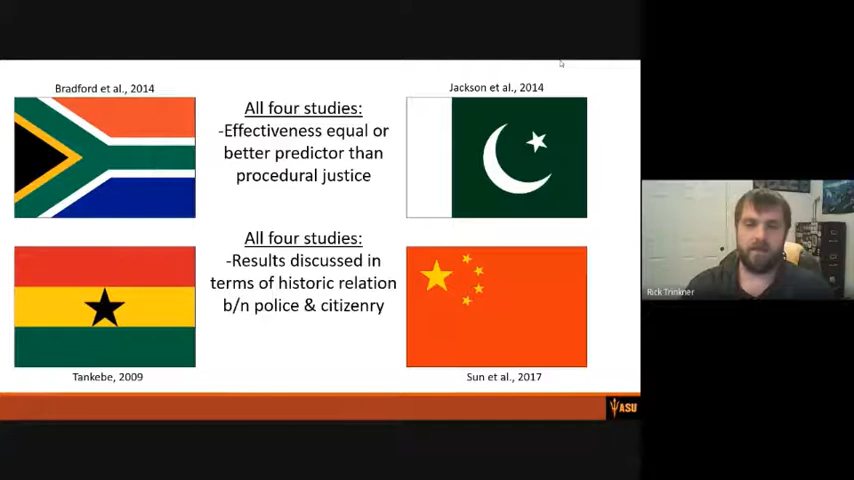 Bradford et al., 2014
All four studies:
-Effectiveness equal or
better predictor than
procedural justice
Jackson et al., 2014
All four studies:
-Results discussed in
terms of historic relation
b/n police & citizenry
Tankebe, 2009
Sun et al., 2017
ASU
Rick Trinkner